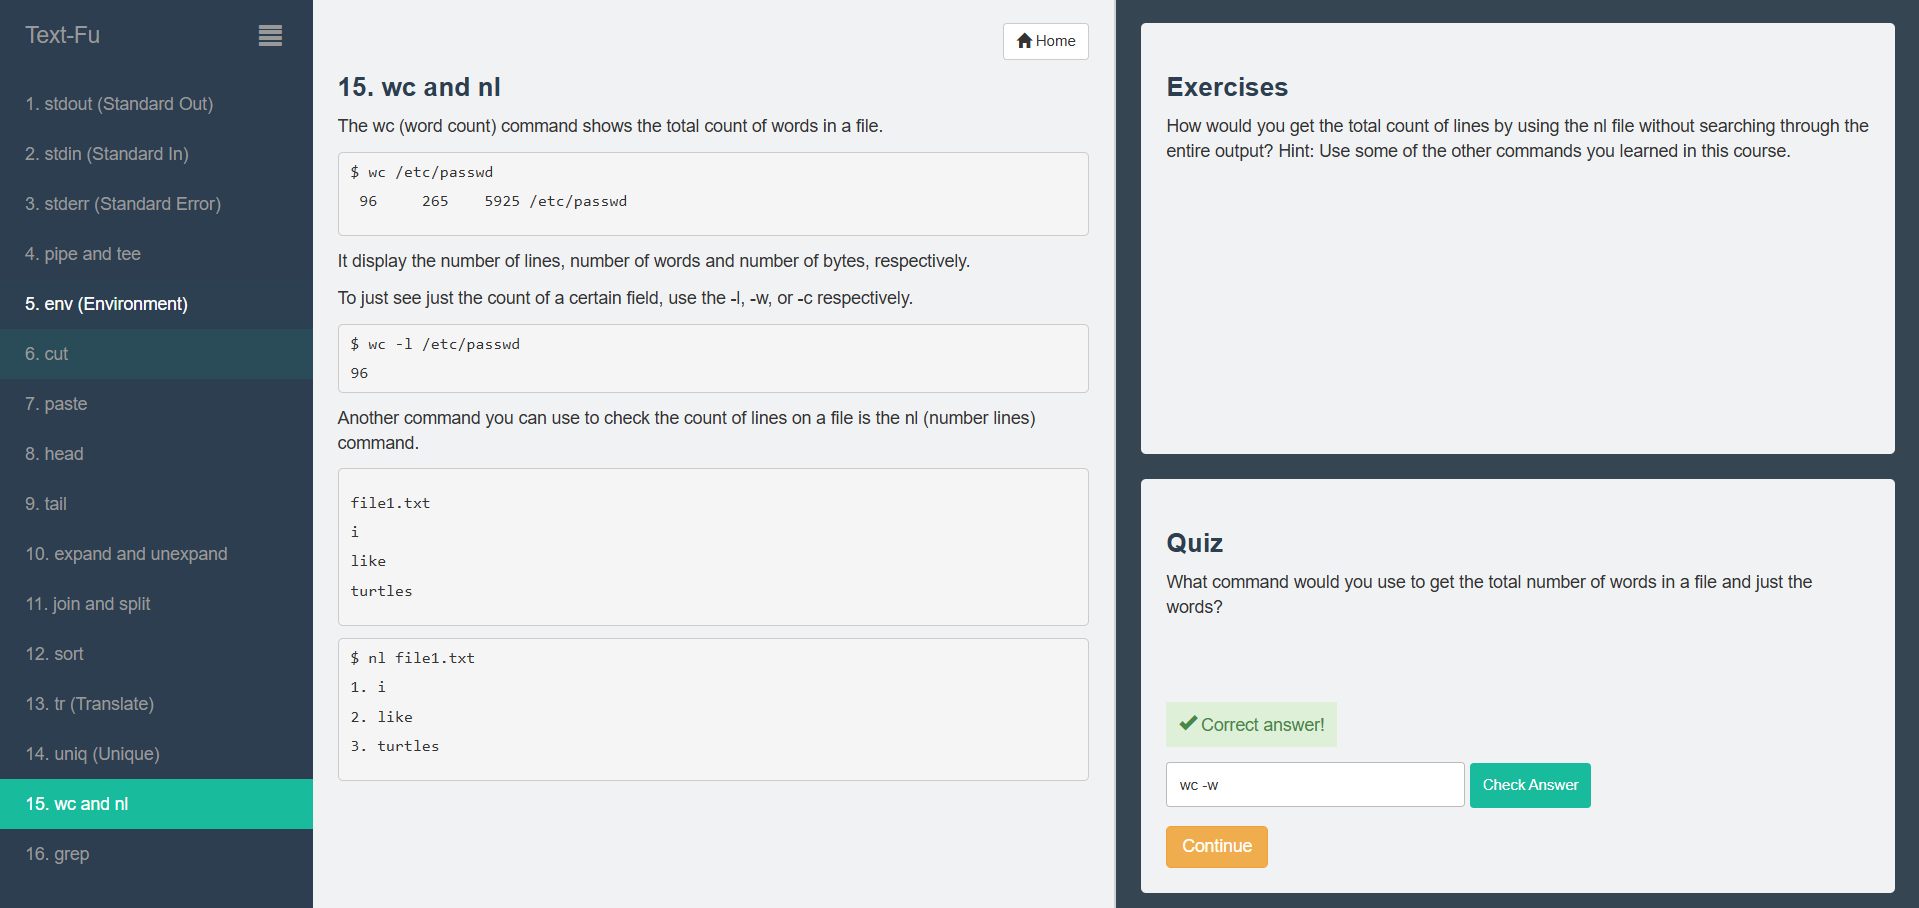 Text-Fu
1. stdout (Standard Out)
2. stdin (Standard In)
3. stderr (Standard Error)
4. pipe and tee
5. env (Environment)
6. cut
7. paste
8. head
9. tail
10. expand and unexpand
11. join and split
12. sort
13. tr (Translate)
14. uniq (Unique)
15. wc and nl
16. grep
Home
15. wc and nl
The wc (word count) command shows the total count of words in a file.
$ wc /etc/passwd
 96     265    5925 /etc/passwd
It display the number of lines, number of words and number of bytes, respectively.
To just see just the count of a certain field, use the -l, -w, or -c respectively.
$ wc -l /etc/passwd
96
Another command you can use to check the count of lines on a file is the nl (number lines)
command.
file1.txt
i
like
turtles
$ nl file1.txt
1. i
2. like
3. turtles
Exercises
How would you get the total count of lines by using the nl file without searching through the
entire output? Hint: Use some of the other commands you learned in this course.
Quiz
What command would you use to get the total number of words in a file and just the
words?
Correct answer!
wc -w
Check Answer
Continue